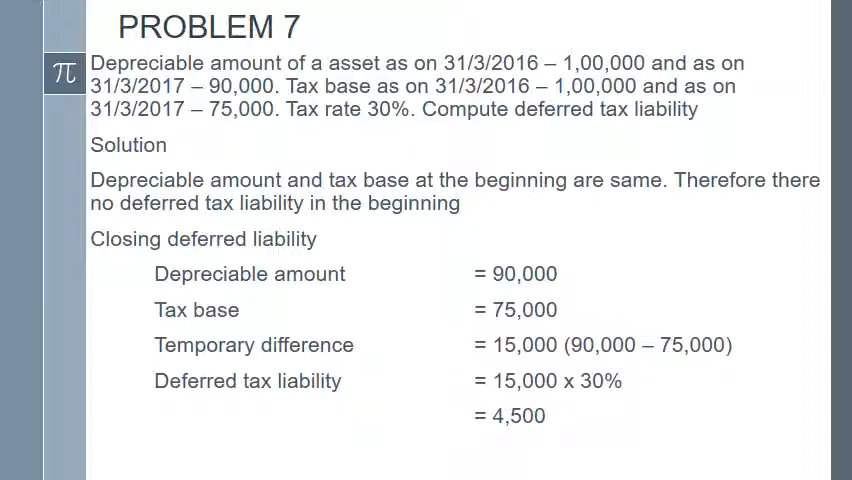 PROBLEM 7
π
Depreciable amount of a asset as on 31/3/2016 – 1,00,000 and as on
31/3/2017 – 90,000. Tax base as on 31/3/2016 – 1,00,000 and as on
31/3/2017 – 75,000. Tax rate 30%. Compute deferred tax liability
Solution
Depreciable amount and tax base at the beginning are same. Therefore there
no deferred tax liability in the beginning
Closing deferred liability
Depreciable amount = 90,000
Tax base = 75,000
Temporary difference = 15,000 (90,000 – 75,000)
Deferred tax liability = 15,000 x 30%
= 4,500